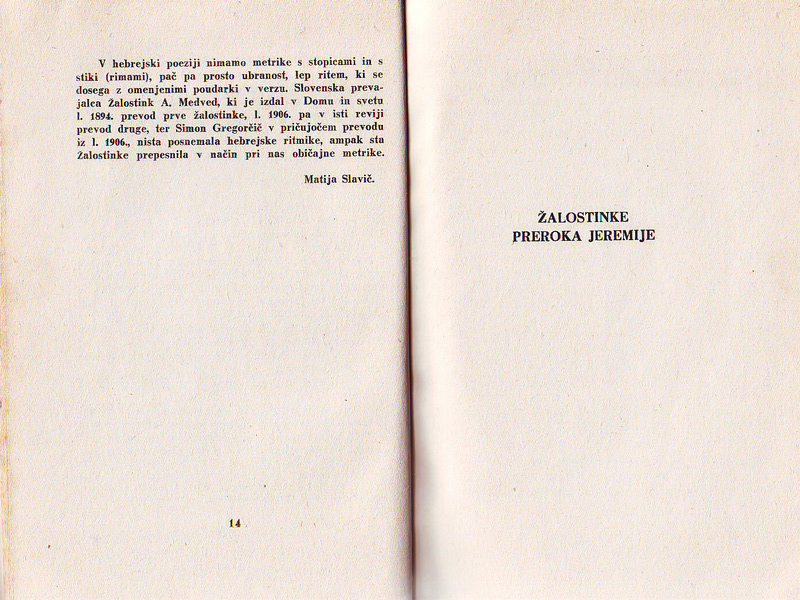 V hebrejski poeziji nimamo metrike s stopicami in s
stiki (rimami), pač pa prosto ubranost, lep ritem, ki se
dosega z omenjenimi poudarki v verzu. Slovenska preva-
jalca Žalostink A. Medved, ki je izdal v Domu in svetu
l. 1894. prevod prve žalostinke, l. 1906. pa v isti reviji
prevod druge, ter Simon Gregorčič v pričujočem prevodu
iz l. 1906., nista posnemala hebrejske ritmike, ampak sta
Žalostinke prepesnila v način pri nas običajne metrike.
Matija Slavič.
14
ŽALOSTINKE
PREROKA JEREMIJE